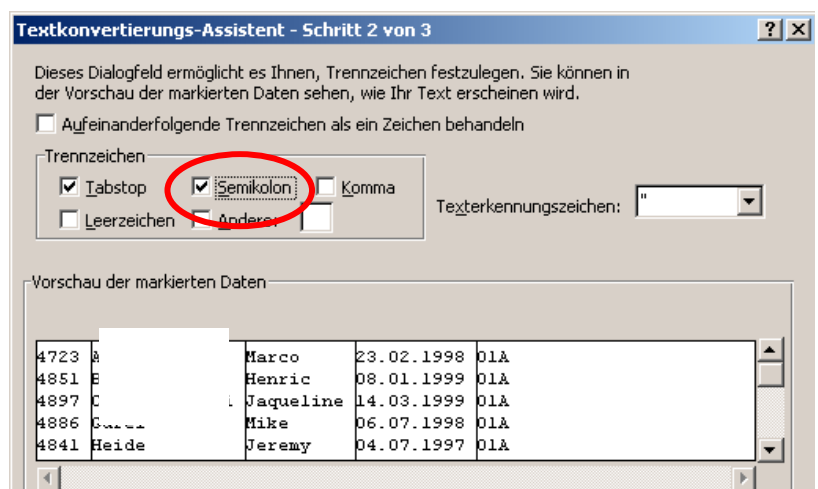 Textkonvertierungs-Assistent - Schritt 2 von 3
Dieses Dialogfeld ermöglicht es Ihnen, Trennzeichen festzulegen. Sie können in
der Vorschau der markierten Daten sehen, wie Ihr Text erscheinen wird.
Aufeinanderfolgende Trennzeichen als ein Zeichen behandeln
Trennzeichen
Tabstop Semikolon Komma
Leerzeichen Andere:
Texterkennungszeichen: "
Vorschau der markierten Daten
4723 A Marco 23.02.1998 01A
4851 B Henric 08.01.1999 01A
4897 C l Jaqueline 14.03.1999 01A
4886 Mike 06.07.1998 01A
4841 Heide Jeremy 04.07.1997 01A